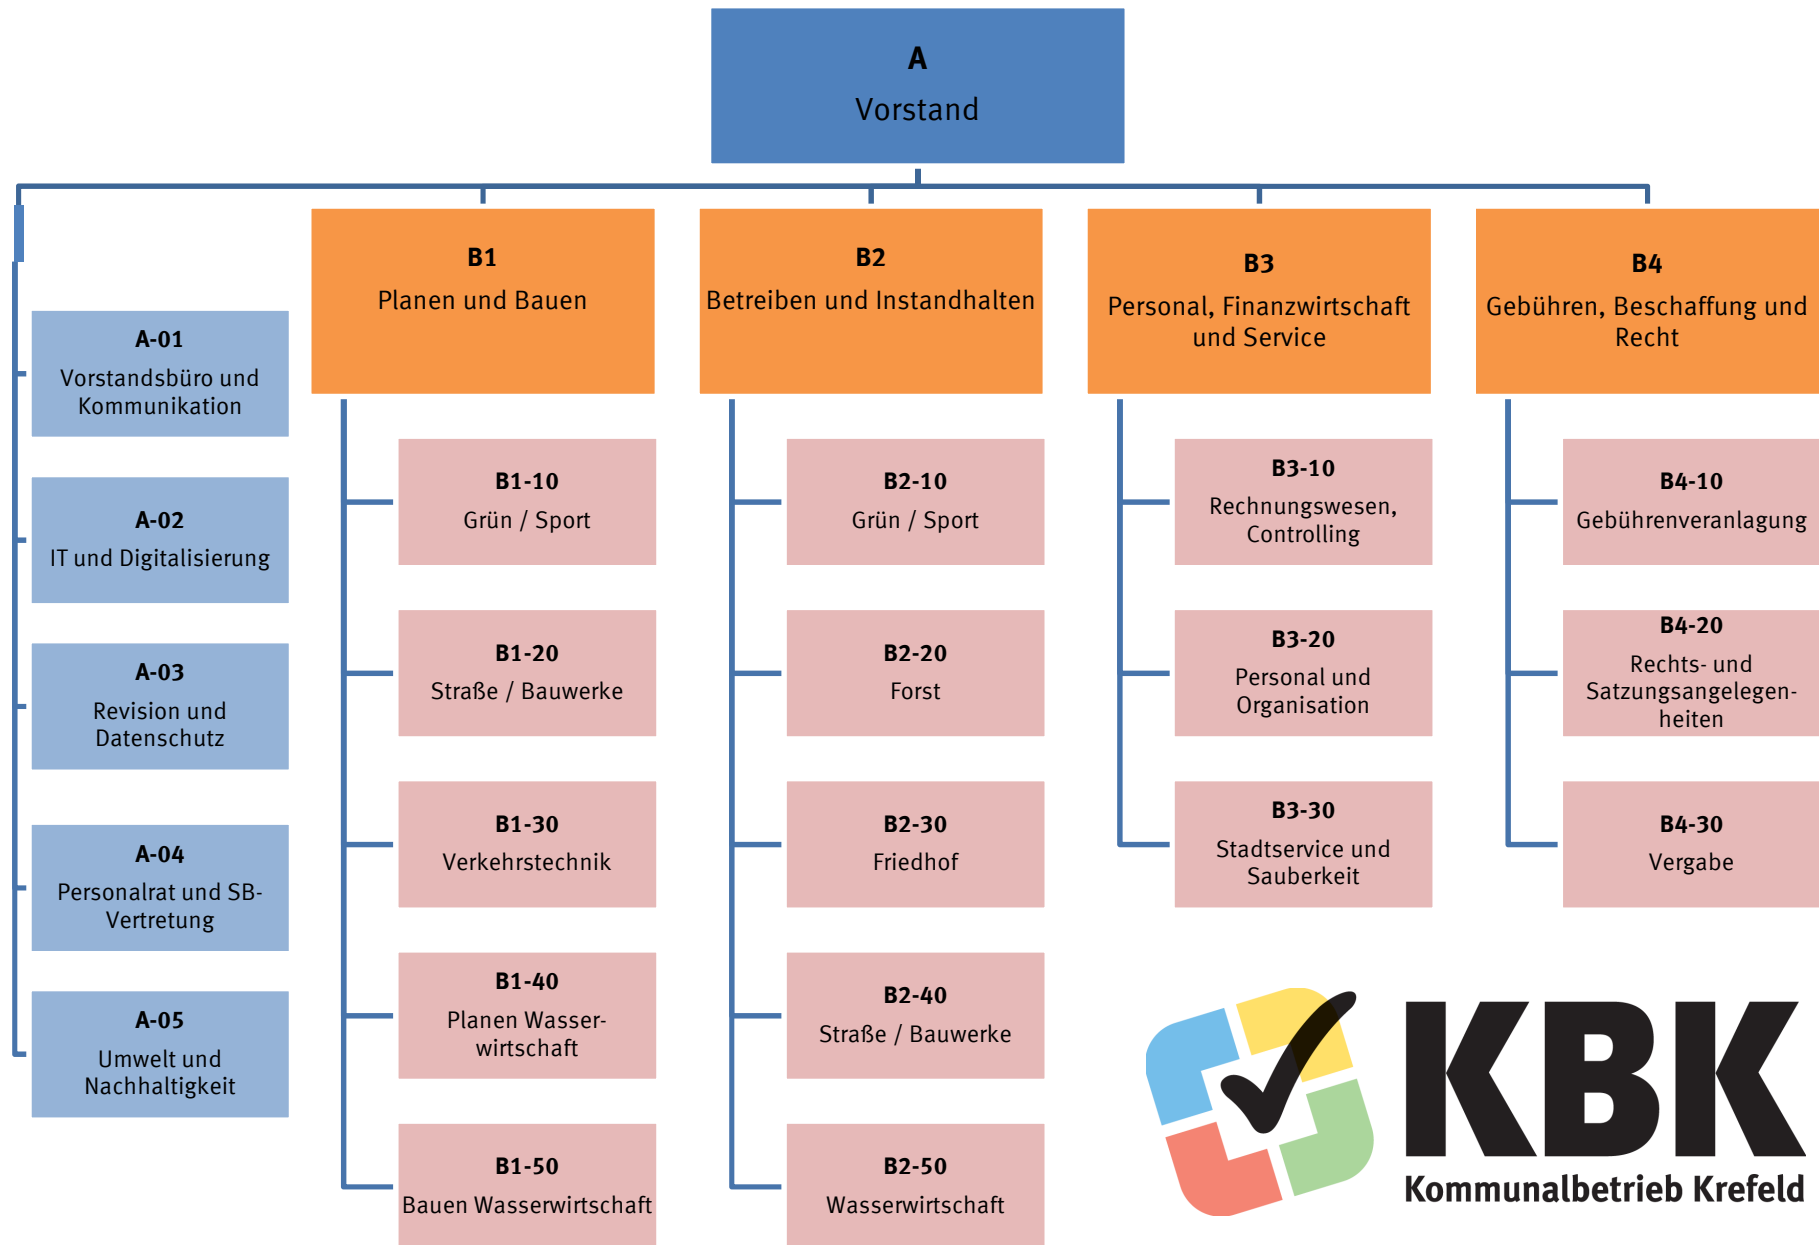 A
Vorstand
A-01
Vorstandsbüro und
Kommunikation
A-02
IT und Digitalisierung
A-03
Revision und
Datenschutz
A-04
Personalrat und SB-
Vertretung
A-05
Umwelt und
Nachhaltigkeit
B1
Planen und Bauen
B1-10
Grün / Sport
B1-20
Straße / Bauwerke
B1-30
Verkehrstechnik
B1-40
Planen Wasser-
wirtschaft
B1-50
Bauen Wasserwirtschaft
B2
Betreiben und Instandhalten
B2-10
Grün / Sport
B2-20
Forst
B2-30
Friedhof
B2-40
Straße / Bauwerke
B2-50
Wasserwirtschaft
B3
Personal, Finanzwirtschaft
und Service
B3-10
Rechnungswesen,
Controlling
B3-20
Personal und
Organisation
B3-30
Stadtservice und
Sauberkeit
B4
Gebühren, Beschaffung und
Recht
B4-10
Gebührenveranlagung
B4-20
Rechts- und
Satzungsangelegen-
heiten
B4-30
Vergabe
KBK
Kommunalbetrieb Krefeld